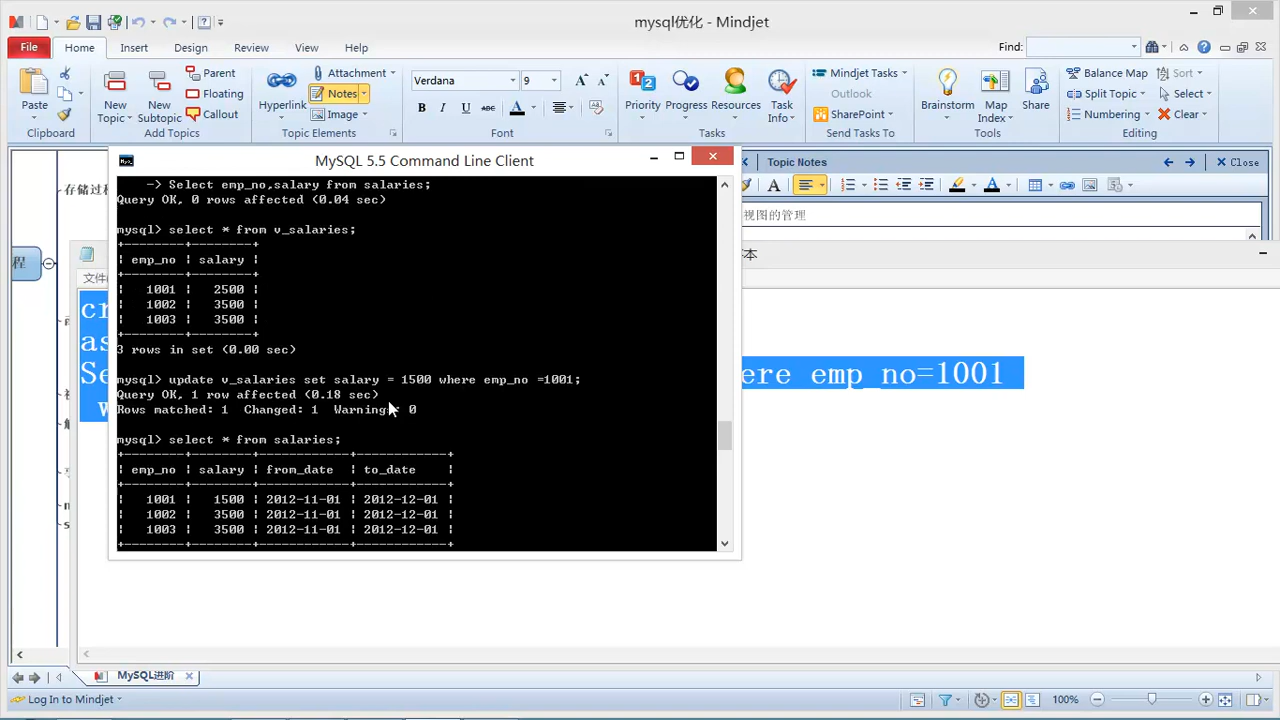 mysql优化 - Mindjet
File Home Insert Design Review View Help Find:
Paste
Clipboard
New Topic New Subtopic Parent Floating Callout
Add Topics
Hyperlink Attachment Notes Image
Topic Elements
Verdana 9
B I U abc A
Font
Priority Progress Resources Task Info
Tasks
Mindjet Tasks
Outlook
SharePoint
Send Tasks To
Brainstorm Map Index Share
Tools
Balance Map Sort
Split Topic Select
Numbering Clear
Editing
MySQL 5.5 Command Line Client
Topic Notes Close
视图的管理
存储过程
程
文件
-> Select emp_no,salary from salaries;
Query OK, 0 rows affected (0.04 sec)
mysql> select * from v_salaries;
+--------+--------+
| emp_no | salary |
+--------+--------+
| 1001 | 2500 |
| 1002 | 3500 |
| 1003 | 3500 |
+--------+--------+
3 rows in set (0.00 sec)
mysql> update v_salaries set salary = 1500 where emp_no =1001;
Query OK, 1 row affected (0.18 sec)
Rows matched: 1 Changed: 1 Warnings: 0
mysql> select * from salaries;
+--------+--------+------------+------------+
| emp_no | salary | from_date | to_date |
+--------+--------+------------+------------+
| 1001 | 1500 | 2012-11-01 | 2012-12-01 |
| 1002 | 3500 | 2012-11-01 | 2012-12-01 |
| 1003 | 3500 | 2012-11-01 | 2012-12-01 |
+--------+--------+------------+------------+
cr
as
Se
ere emp_no=1001
MySQL进阶
Log In to Mindjet 100%